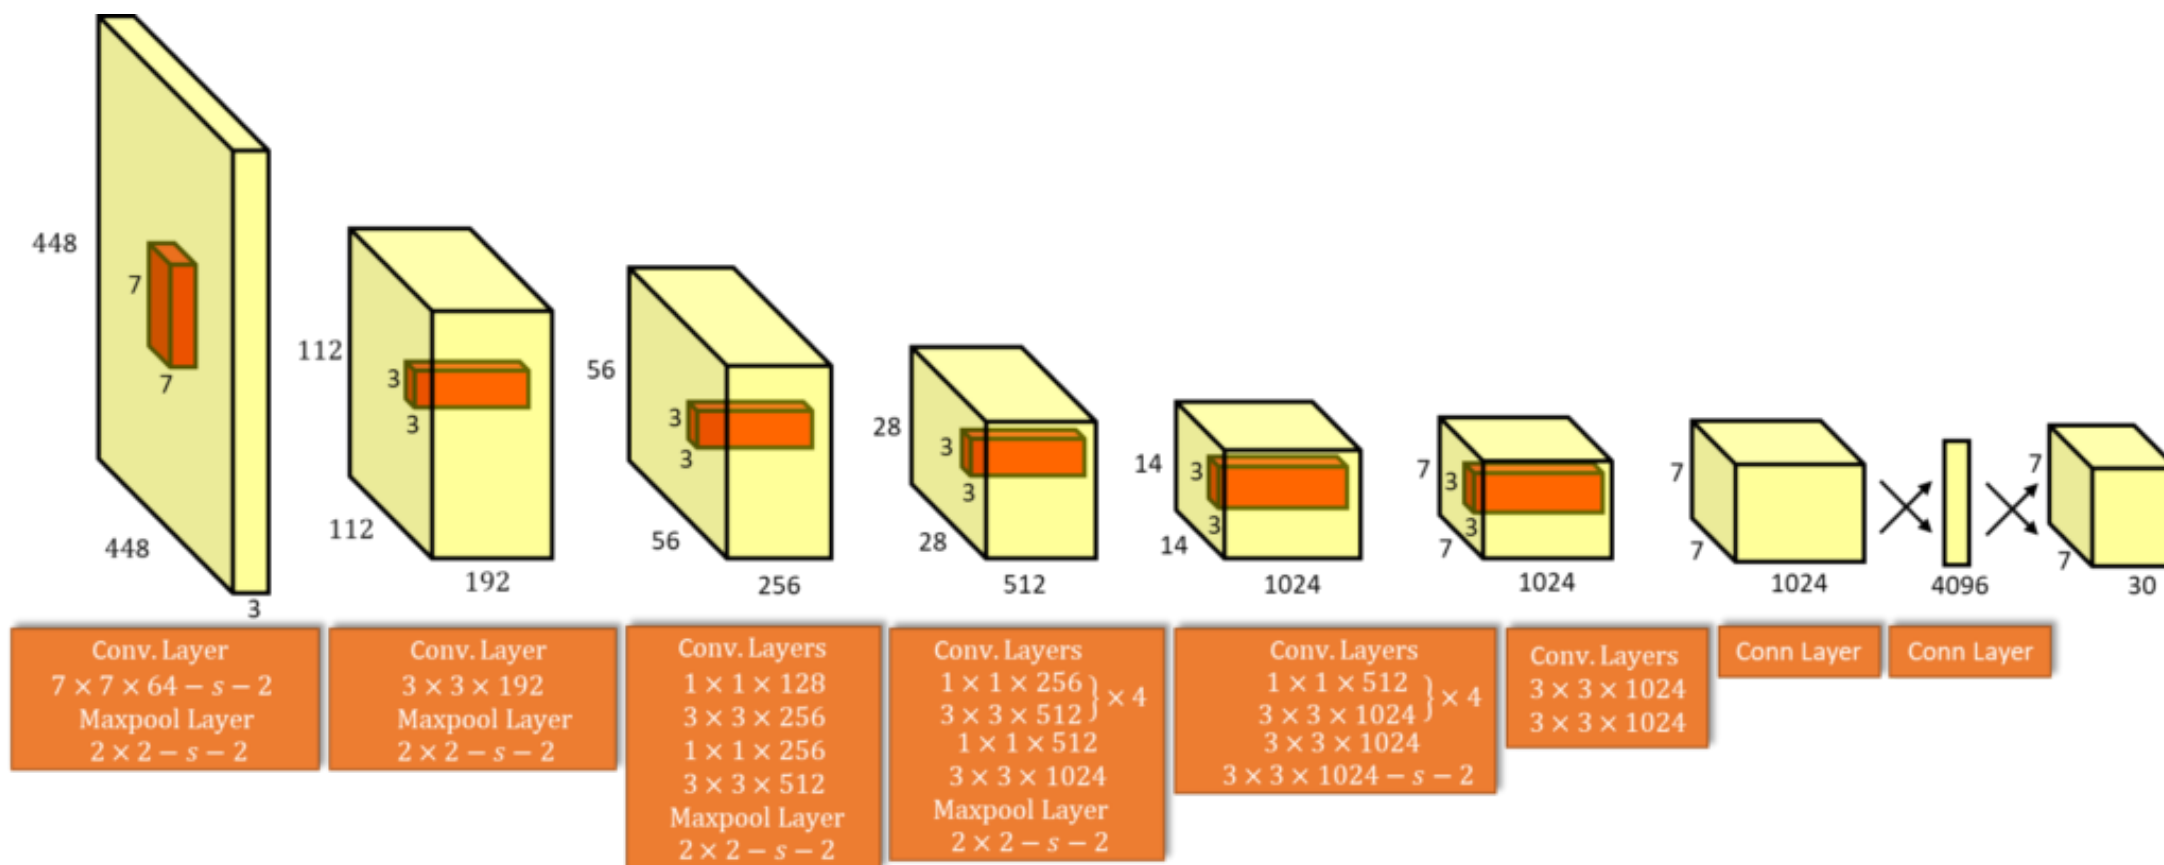 448
7
7
448
3
112
3
3
112
192
56
3
3
56
256
28
3
3
28
512
14
3
3
14
1024
7
3
3
7
1024
7
7
1024
4096
7
7
30
Conv. Layer
7 × 7 × 64 − s − 2
Maxpool Layer
2 × 2 − s − 2
Conv. Layer
3 × 3 × 192
Maxpool Layer
2 × 2 − s − 2
Conv. Layers
1 × 1 × 128
3 × 3 × 256
1 × 1 × 256
3 × 3 × 512
Maxpool Layer
2 × 2 − s − 2
Conv. Layers
1 × 1 × 256
3 × 3 × 512 } × 4
1 × 1 × 512
3 × 3 × 1024
Maxpool Layer
2 × 2 − s − 2
Conv. Layers
1 × 1 × 512
3 × 3 × 1024 } × 4
3 × 3 × 1024
3 × 3 × 1024 − s − 2
Conv. Layers
3 × 3 × 1024
3 × 3 × 1024
Conn Layer
Conn Layer